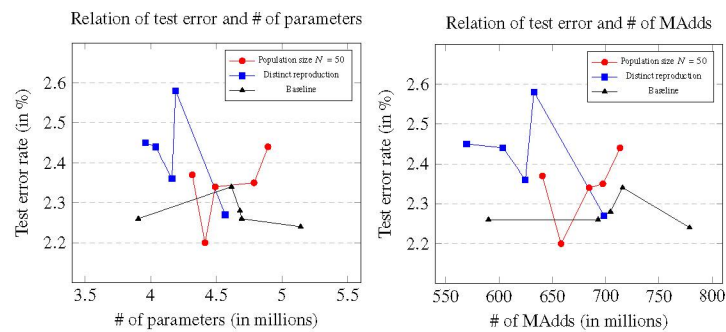 Relation of test error and # of parameters
Test error rate (in %)
2.6
2.5
2.4
2.3
2.2
Population size N = 50
Distinct reproduction
Baseline
3.5 4 4.5 5 5.5
# of parameters (in millions)
Relation of test error and # of MAdds
Test error rate (in %)
2.6
2.5
2.4
2.3
2.2
Population size N = 50
Distinct reproduction
Baseline
550 600 650 700 750 800
# of MAdds (in millions)